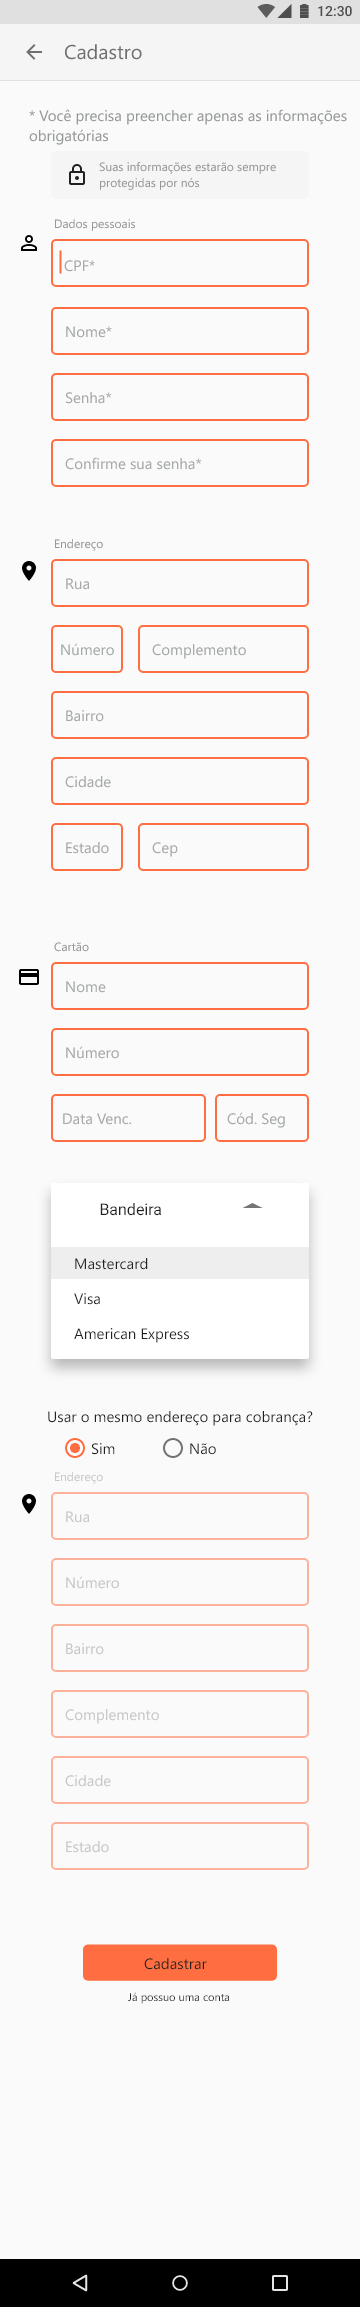 12:30
Cadastro
* Você precisa preencher apenas as informações
obrigatórias
Suas informações estarão sempre
protegidas por nós
Dados pessoais
CPF*
Nome*
Senha*
Confirme sua senha*
Endereço
Rua
Número Complemento
Bairro
Cidade
Estado Cep
Cartão
Nome
Número
Data Venc. Cód. Seg
Bandeira
Mastercard
Visa
American Express
Usar o mesmo endereço para cobrança?
Sim Não
Endereço
Rua
Número
Bairro
Complemento
Cidade
Estado
Cadastrar
Já possuo uma conta